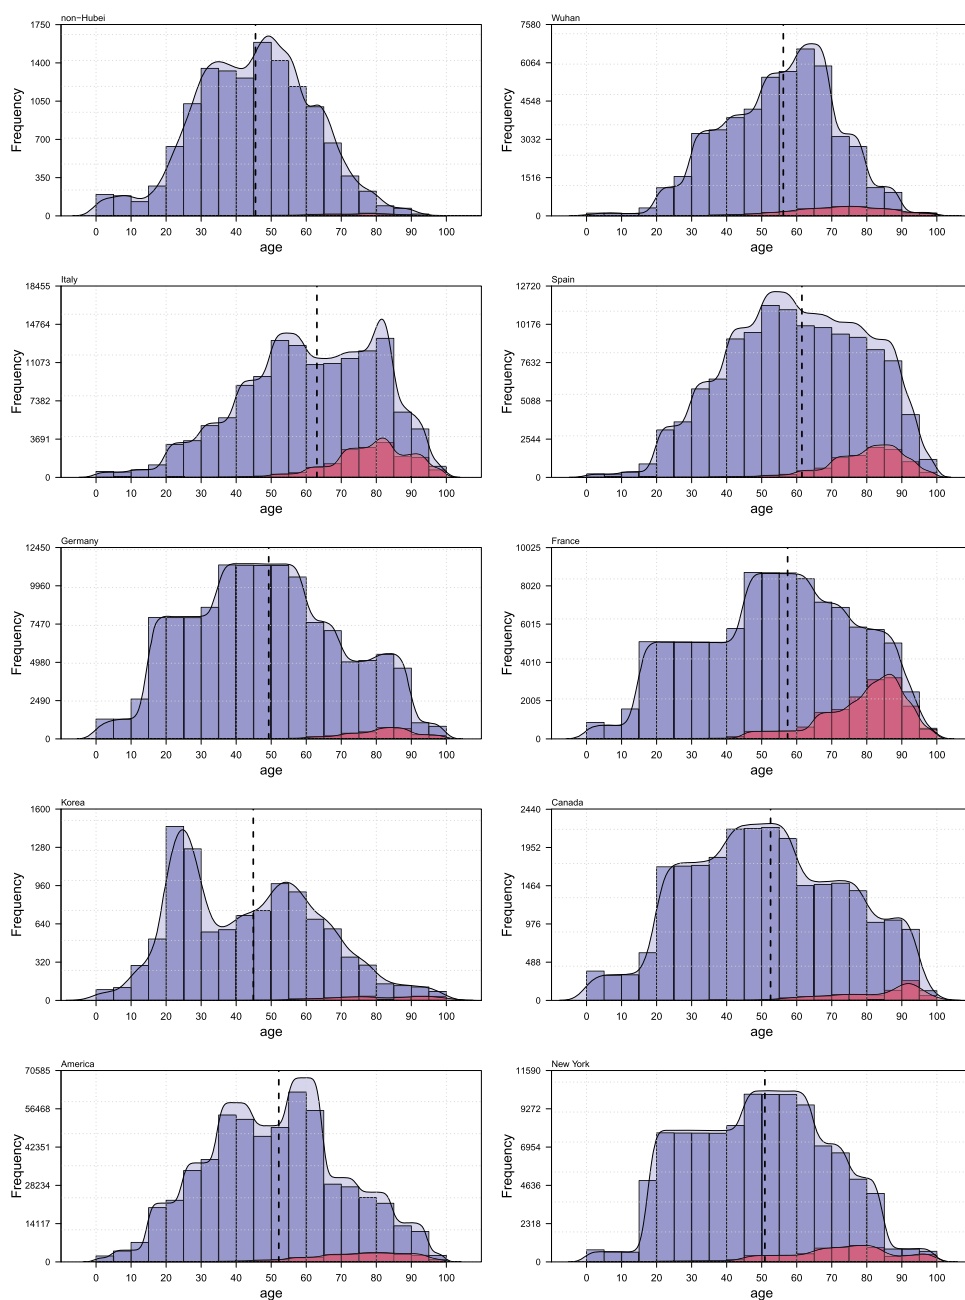 non−Hubei
1750
1400
1050
700
350
0
Frequency
0 10 20 30 40 50 60 70 80 90 100
age
Wuhan
7580
6064
4548
3032
1516
0
Frequency
0 10 20 30 40 50 60 70 80 90 100
age
Italy
18455
14764
11073
7382
3691
0
Frequency
0 10 20 30 40 50 60 70 80 90 100
age
Spain
12720
10176
7632
5088
2544
0
Frequency
0 10 20 30 40 50 60 70 80 90 100
age
Germany
12450
9960
7470
4980
2490
0
Frequency
0 10 20 30 40 50 60 70 80 90 100
age
France
10025
8020
6015
4010
2005
0
Frequency
0 10 20 30 40 50 60 70 80 90 100
age
Korea
1600
1280
960
640
320
0
Frequency
0 10 20 30 40 50 60 70 80 90 100
age
Canada
2440
1952
1464
976
488
0
Frequency
0 10 20 30 40 50 60 70 80 90 100
age
America
70585
56468
42351
28234
14117
0
Frequency
0 10 20 30 40 50 60 70 80 90 100
age
New York
11590
9272
6954
4636
2318
0
Frequency
0 10 20 30 40 50 60 70 80 90 100
age